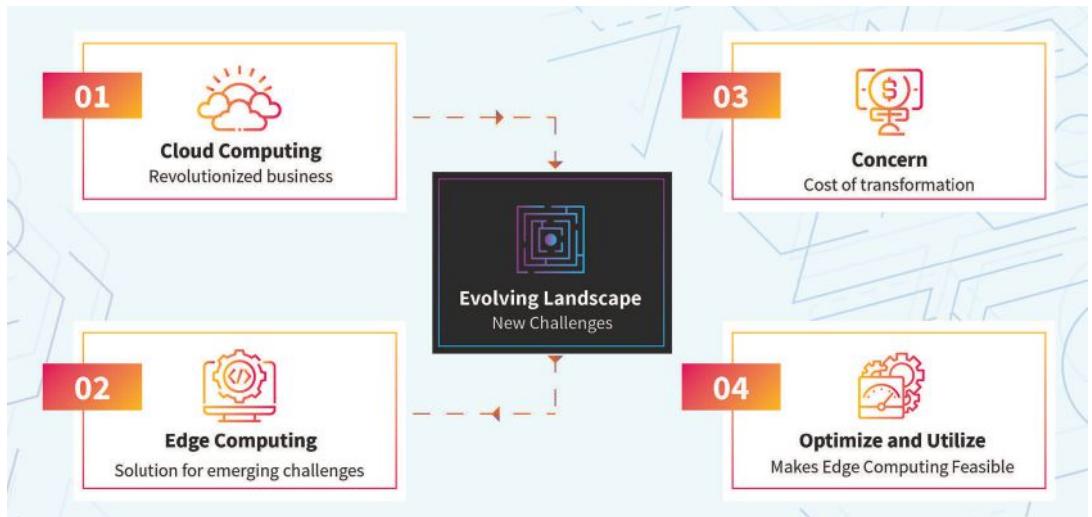 01
Cloud Computing
Revolutionized business
02
Edge Computing
Solution for emerging challenges
Evolving Landscape
New Challenges
03
Concern
Cost of transformation
04
Optimize and Utilize
Makes Edge Computing Feasible